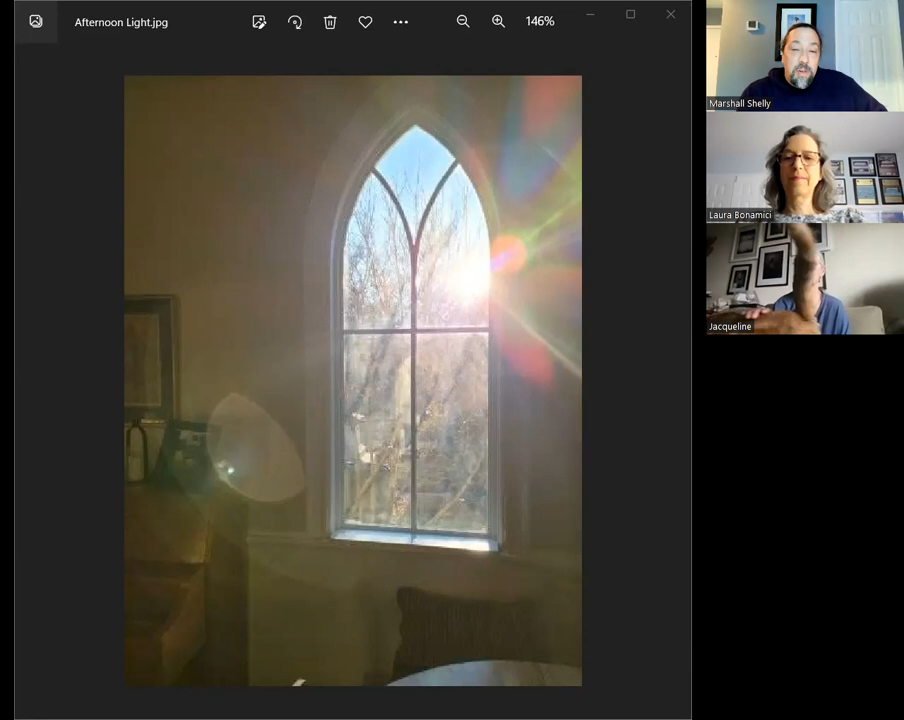 Afternoon Light.jpg
146%
Marshall Shelly
Laura Bonamici
Jacqueline